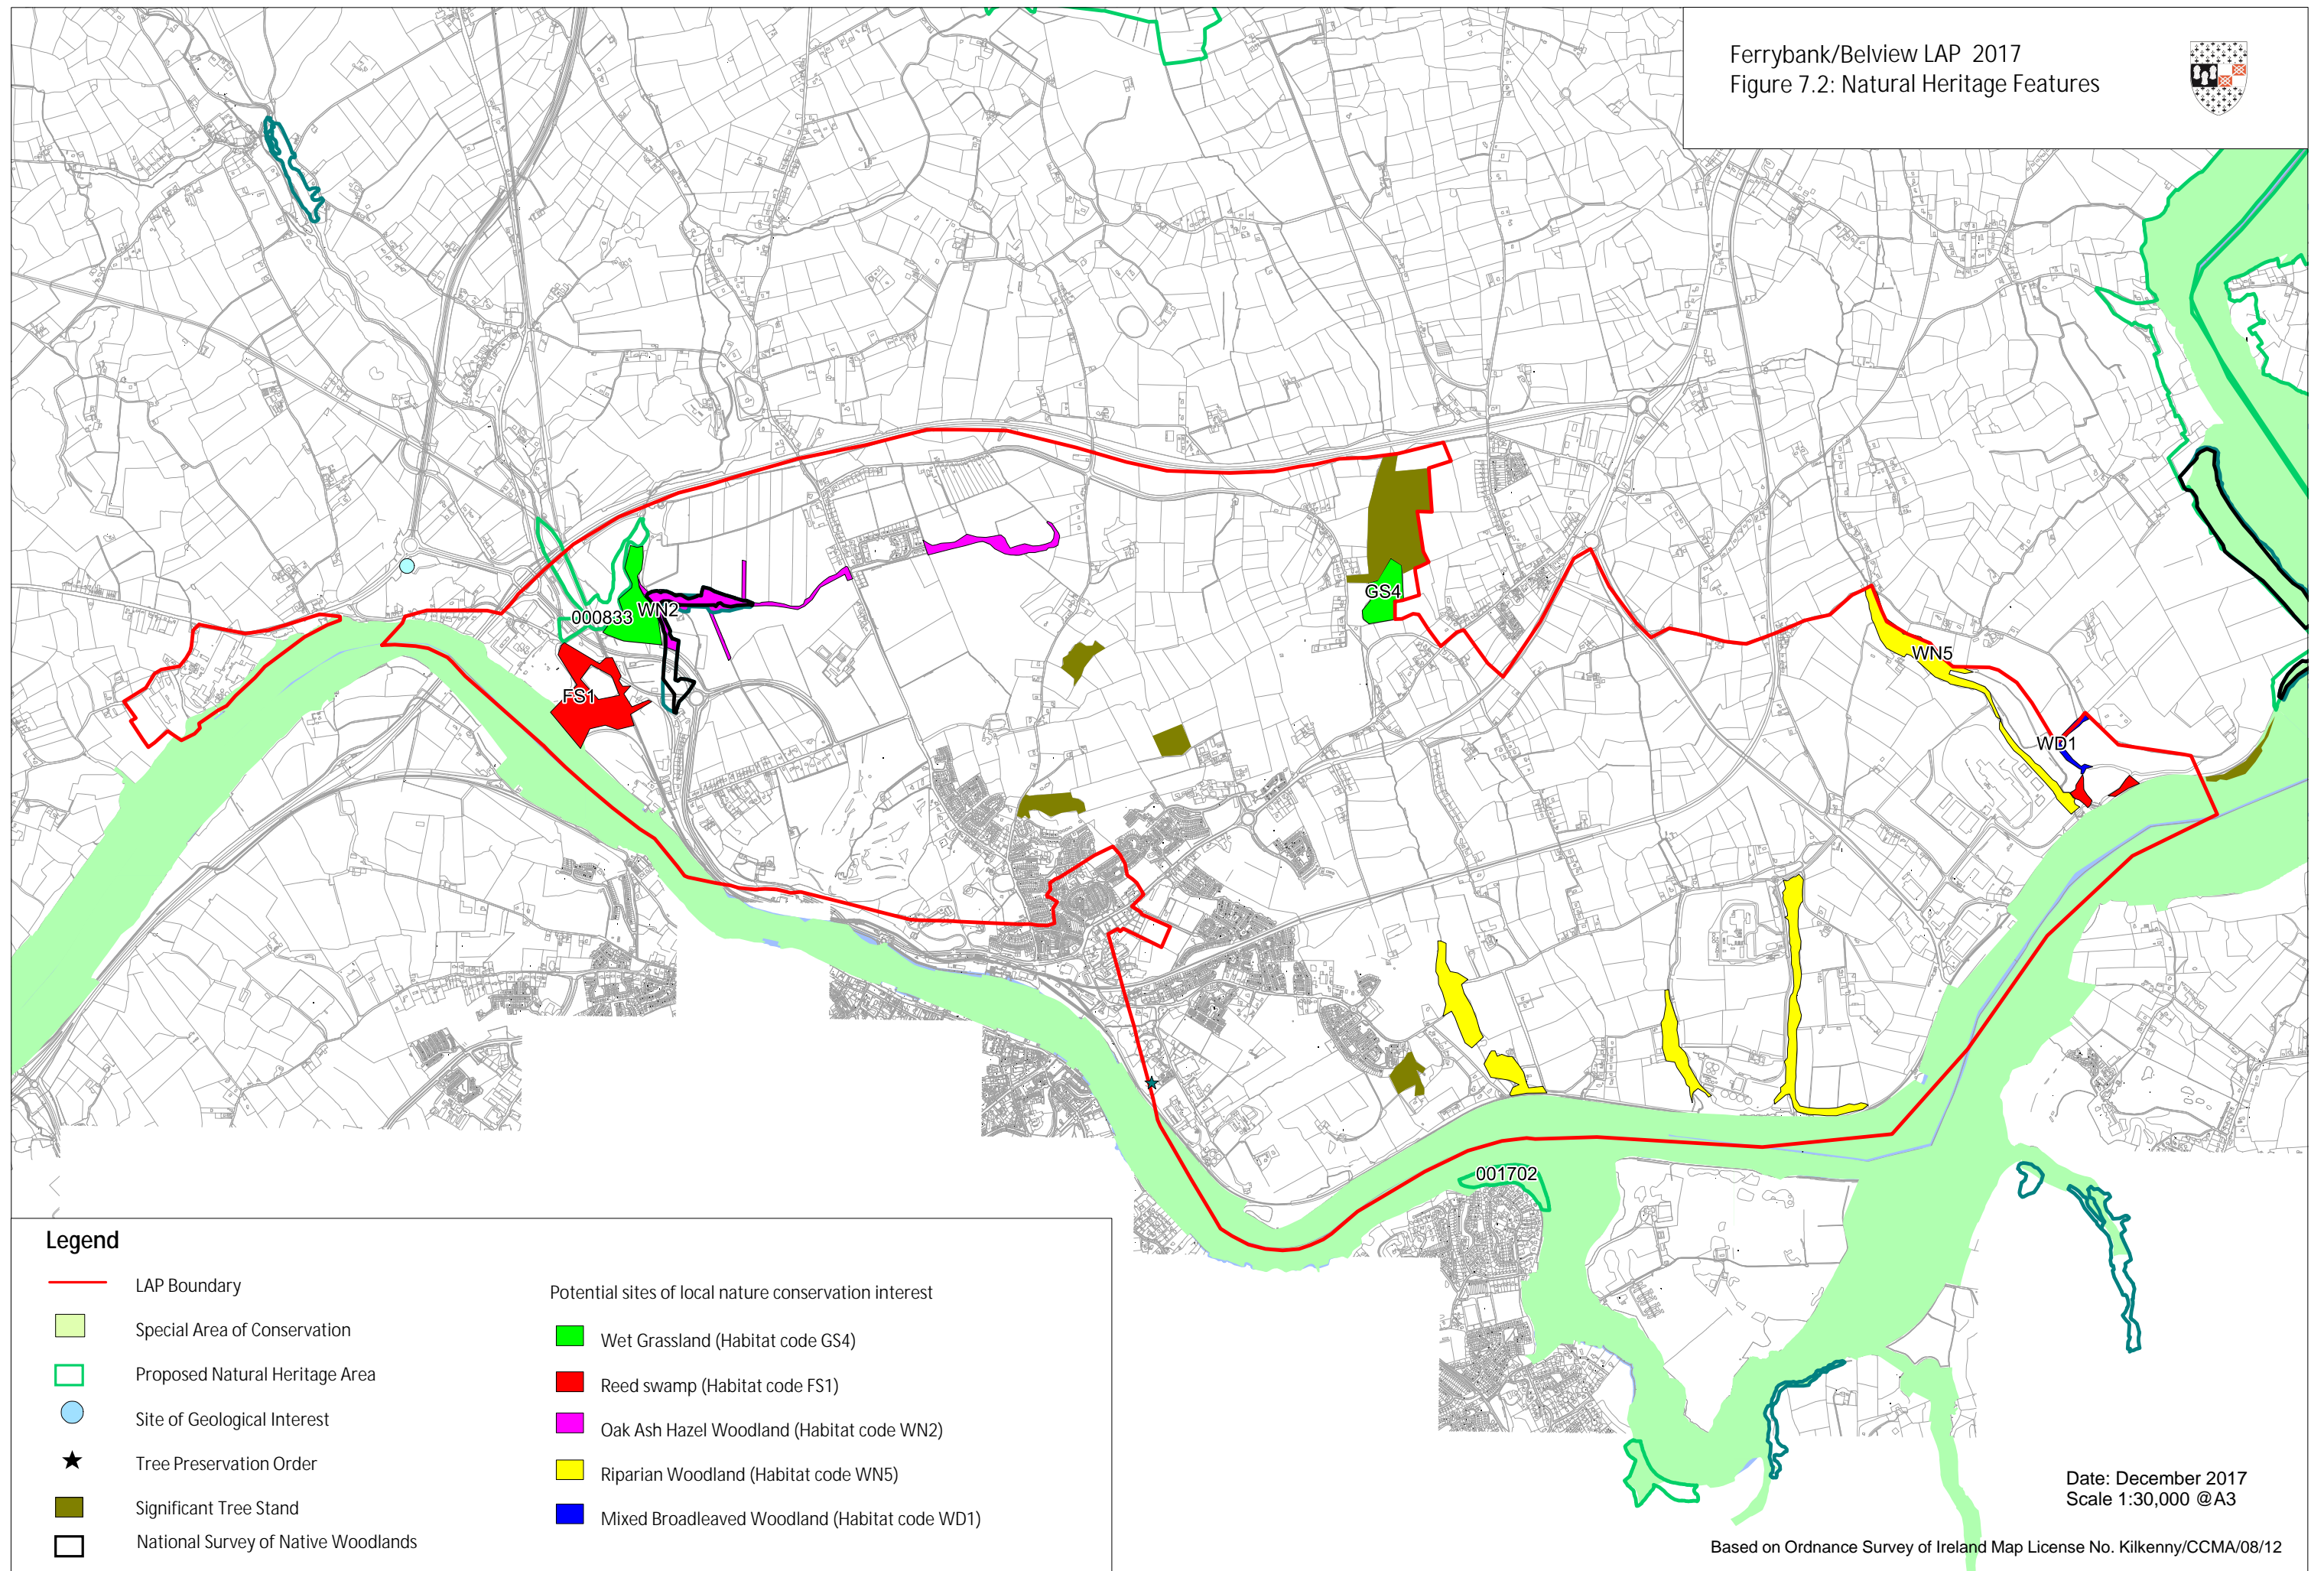 Ferrybank/Belview LAP 2017
Figure 7.2: Natural Heritage Features
GS4
WN2
000833
WN5
FS1
WD1
001702
Legend
LAP Boundary
Special Area of Conservation
Proposed Natural Heritage Area
Site of Geological Interest
Tree Preservation Order
Significant Tree Stand
National Survey of Native Woodlands
Potential sites of local nature conservation interest
Wet Grassland (Habitat code GS4)
Reed swamp (Habitat code FS1)
Oak Ash Hazel Woodland (Habitat code WN2)
Riparian Woodland (Habitat code WN5)
Mixed Broadleaved Woodland (Habitat code WD1)
Date: December 2017
Scale 1:30,000 @A3
Based on Ordnance Survey of Ireland Map License No. Kilkenny/CCMA/08/12